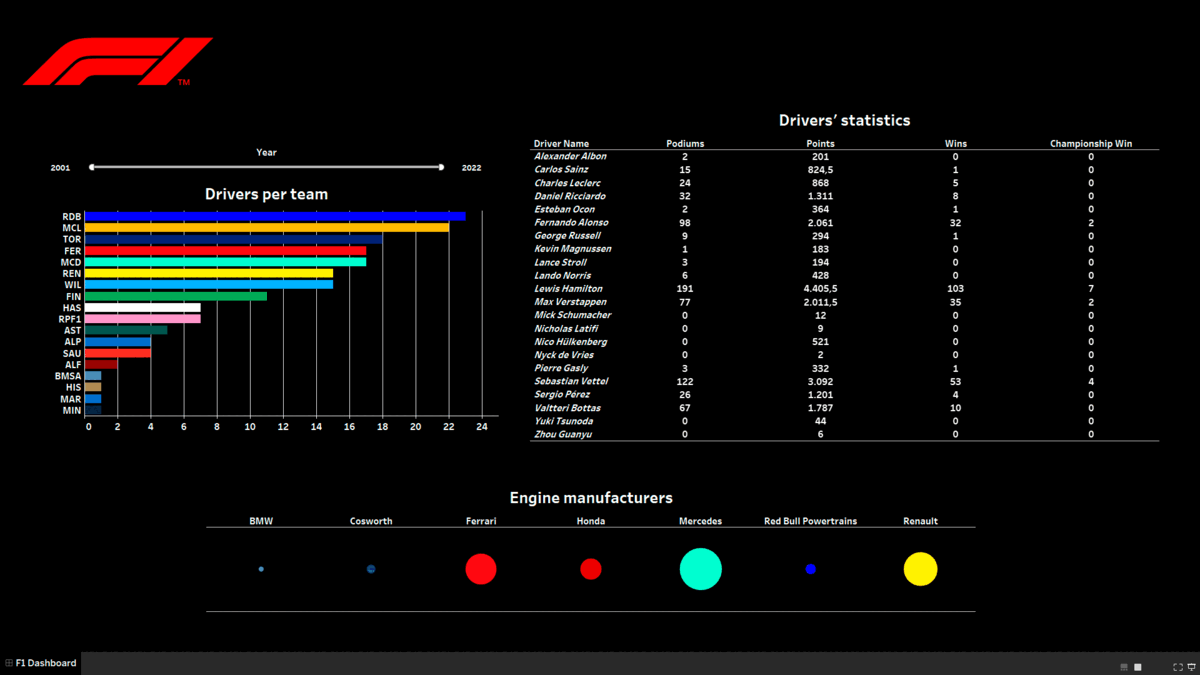 F1
TM
Drivers' statistics
Driver Name Podiums Points Wins Championship Win
Alexander Albon 2 201 0 0
Carlos Sainz 15 824,5 1 0
Charles Leclerc 24 868 5 0
Daniel Ricciardo 32 1.311 8 0
Esteban Ocon 2 364 1 0
Fernando Alonso 98 2.061 32 2
George Russell 9 294 1 0
Kevin Magnussen 1 183 0 0
Lance Stroll 3 194 0 0
Lando Norris 6 428 0 0
Lewis Hamilton 191 4.405,5 103 7
Max Verstappen 77 2.011,5 35 2
Mick Schumacher 0 12 0 0
Nicholas Latifi 0 9 0 0
Nico Hülkenberg 0 521 0 0
Nyck de Vries 0 2 0 0
Pierre Gasly 3 332 1 0
Sebastian Vettel 122 3.092 53 4
Sergio Pérez 26 1.201 4 0
Valtteri Bottas 67 1.787 10 0
Yuki Tsunoda 0 44 0 0
Zhou Guanyu 0 6 0 0
Year
2001 2022
Drivers per team
RDB
MCL
TOR
FER
MCD
REN
WIL
FIN
HAS
RPF1
AST
ALP
SAU
ALF
BMSA
HIS
MAR
MIN
0 2 4 6 8 10 12 14 16 18 20 22 24
Engine manufacturers
BMW Cosworth Ferrari Honda Mercedes Red Bull Powertrains Renault
F1 Dashboard